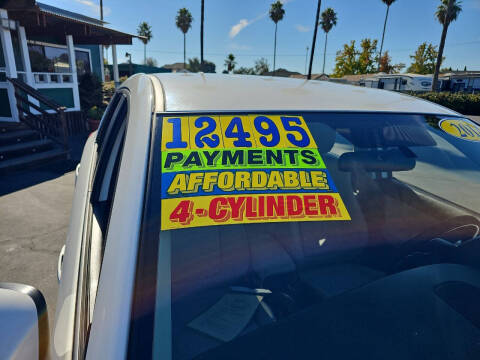 12495
PAYMENTS
AFFORDABLE
4-CYLINDER